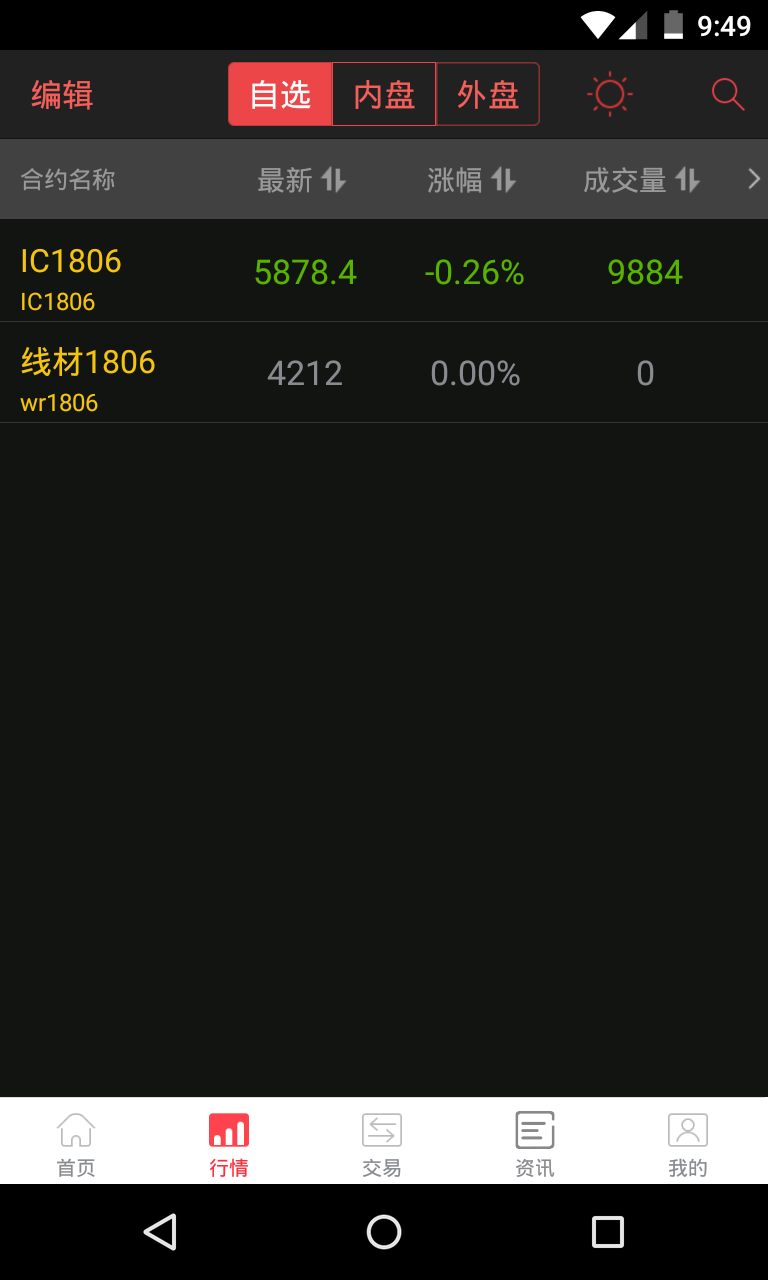 9:49
编辑 自选 内盘 外盘
合约名称 最新 涨幅 成交量
IC1806 5878.4 -0.26% 9884
IC1806
线材1806 4212 0.00% 0
wr1806
首页 行情 交易 资讯 我的